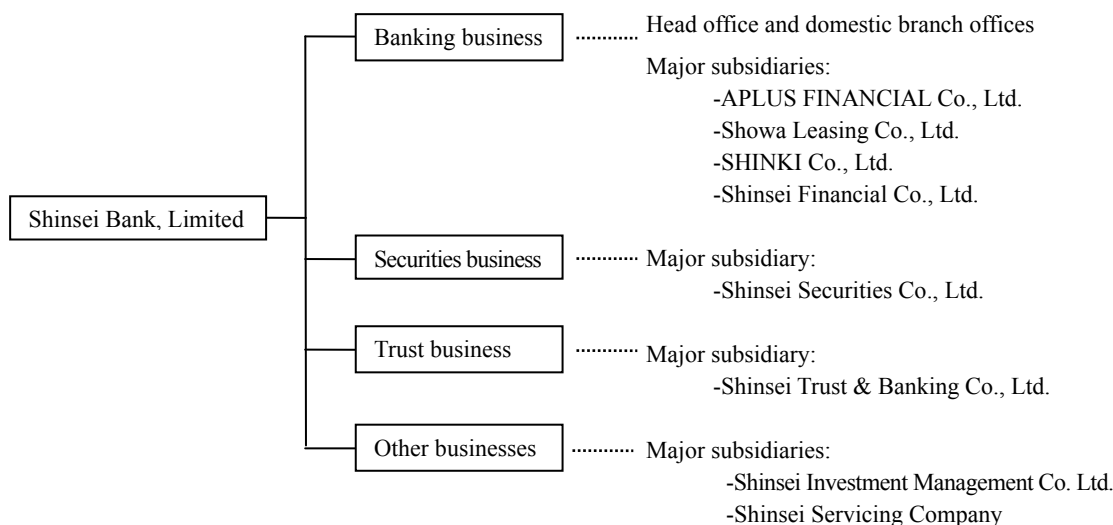 Shinsei Bank, Limited
Banking business
Head office and domestic branch offices
Major subsidiaries:
-APLUS FINANCIAL Co., Ltd.
-Showa Leasing Co., Ltd.
-SHINKI Co., Ltd.
-Shinsei Financial Co., Ltd.
Securities business
Major subsidiary:
-Shinsei Securities Co., Ltd.
Trust business
Major subsidiary:
-Shinsei Trust & Banking Co., Ltd.
Other businesses
Major subsidiaries:
-Shinsei Investment Management Co. Ltd.
-Shinsei Servicing Company